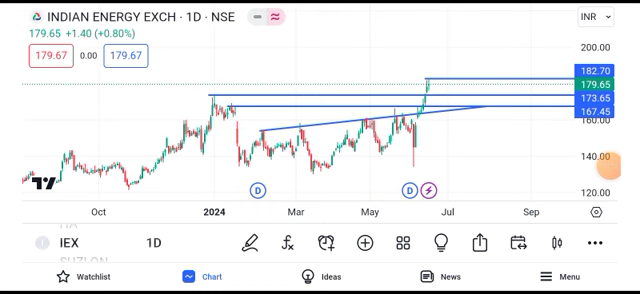 INDIAN ENERGY EXCH · 1D · NSE
INR
179.65 +1.40 (+0.80%)
179.67 0.00 179.67
200.00
182.70
179.65
173.65
167.45
160.00
140.00
120.00
D D
Oct 2024 Mar May Jul Sep
IEX 1D
Watchlist Chart Ideas News Menu